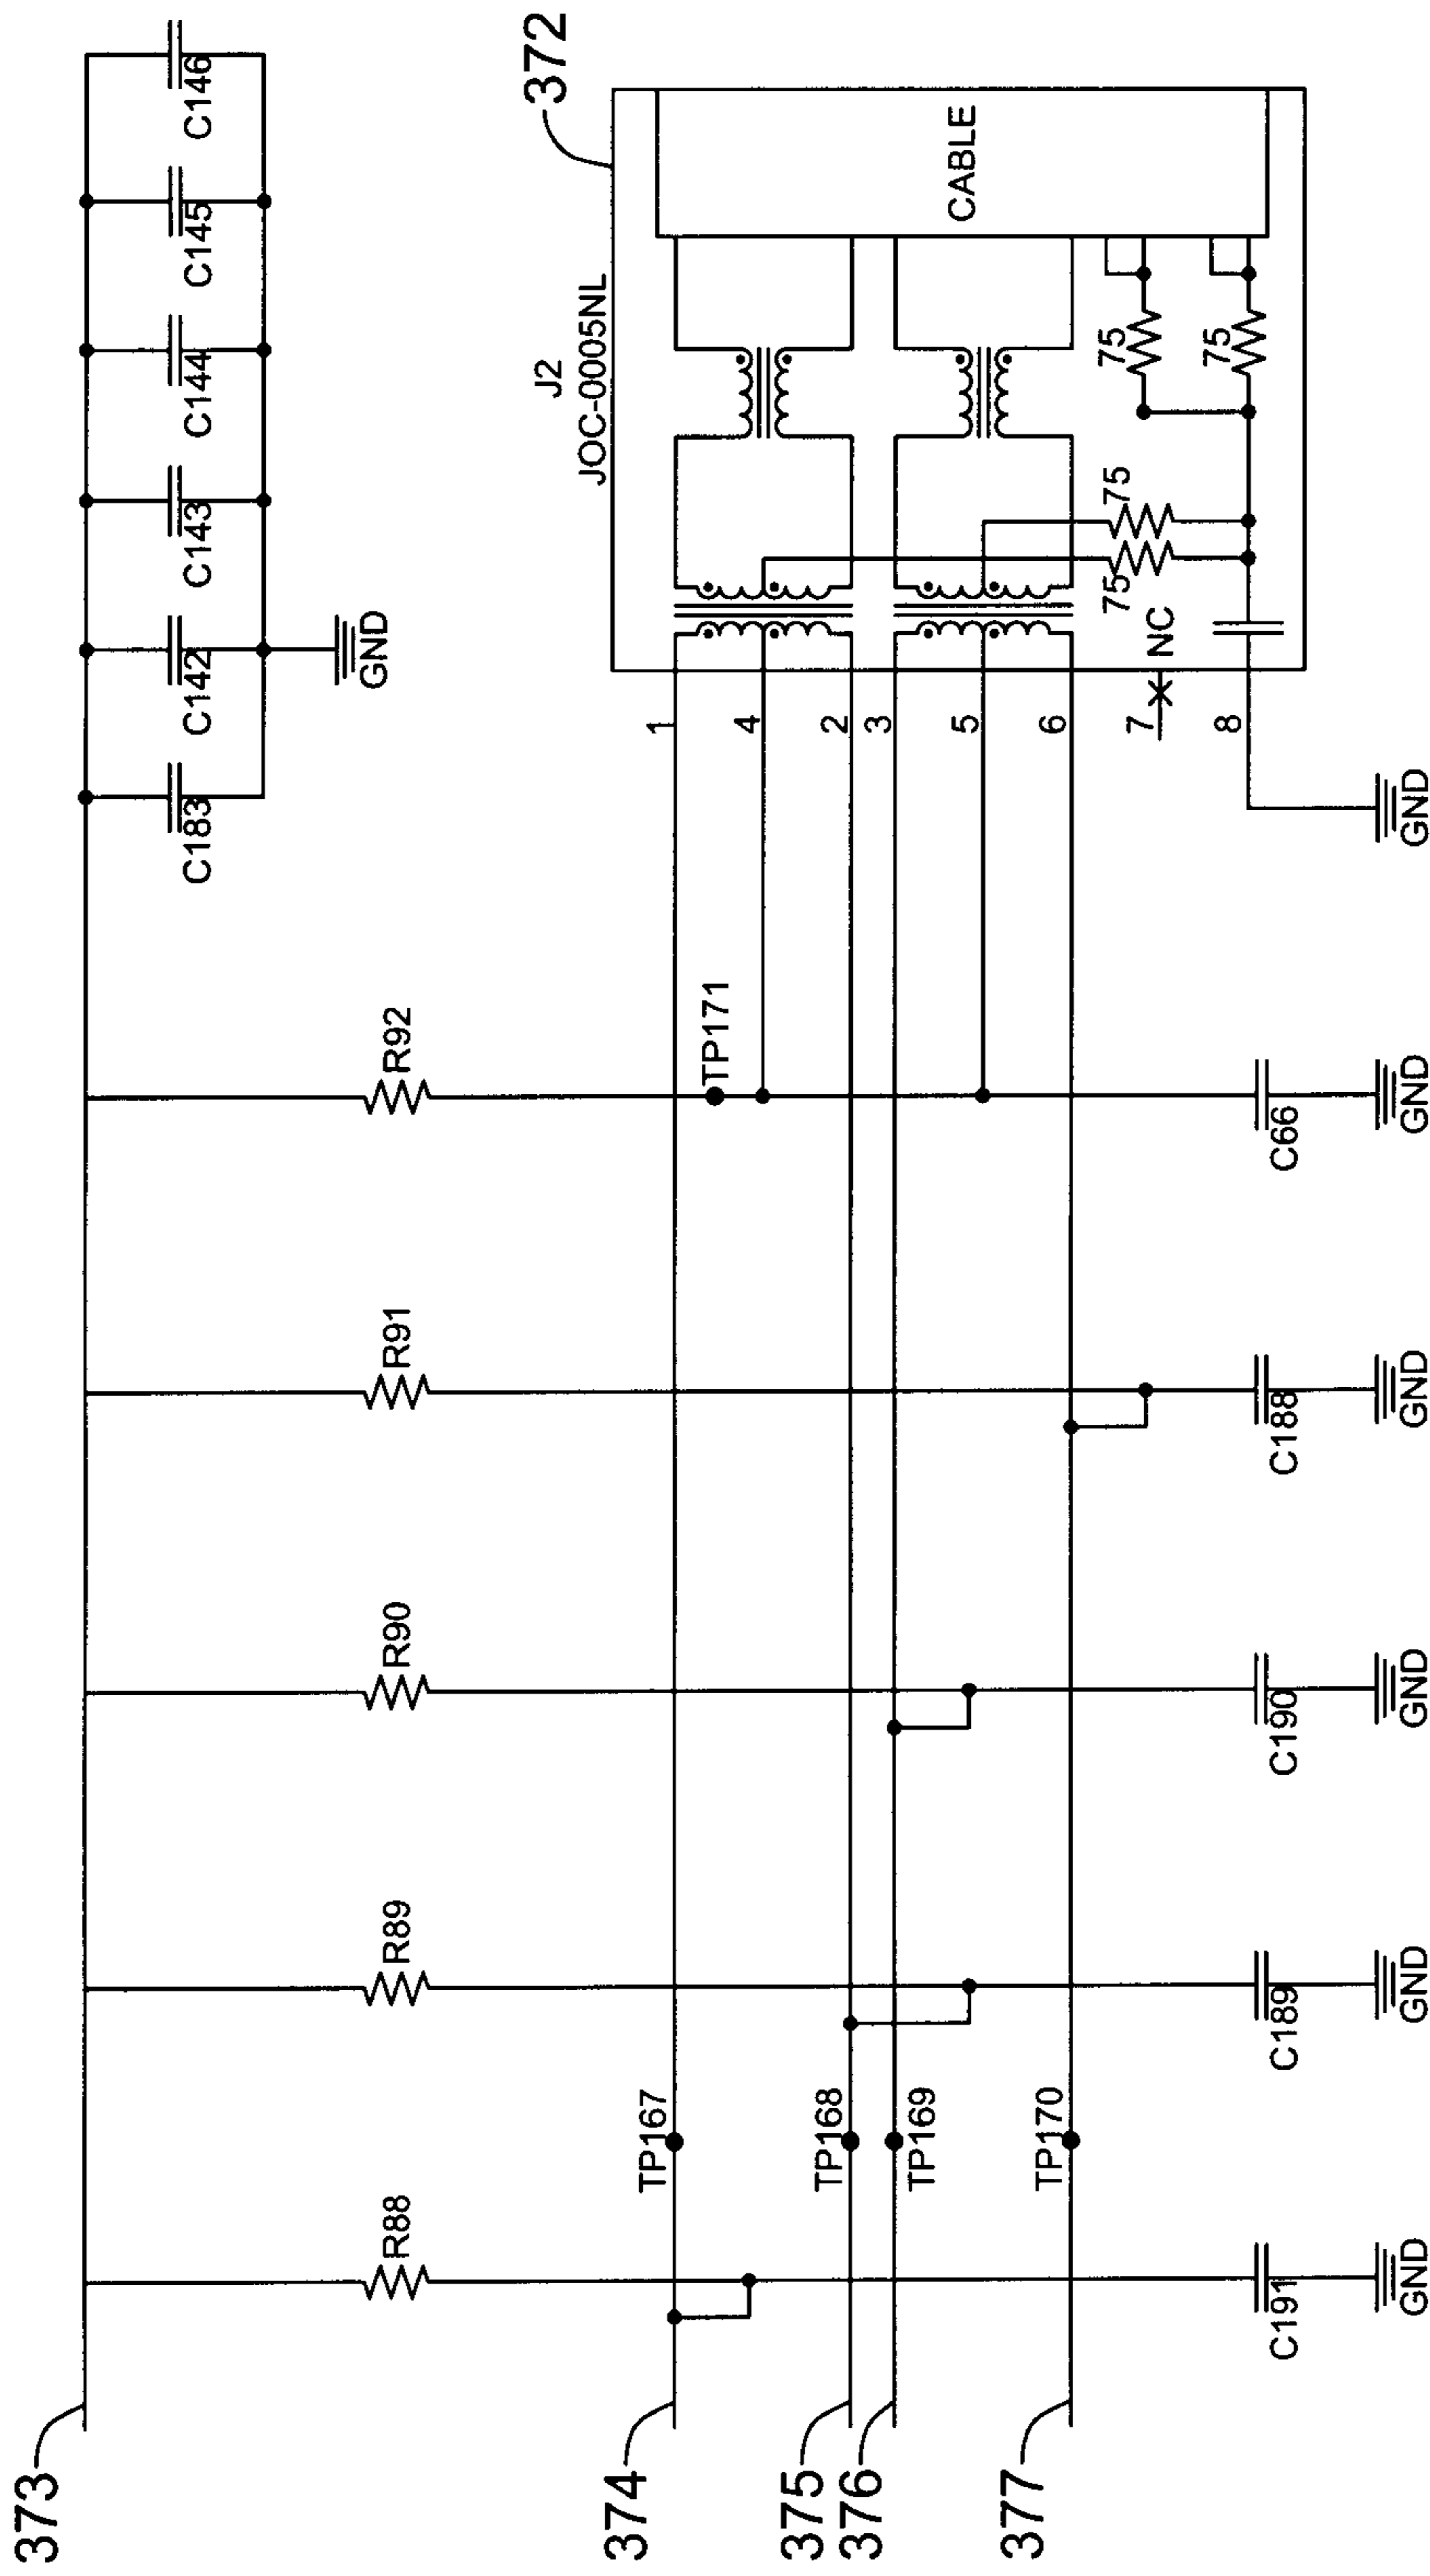 373
374
375
376
377
R88
R89
R90
R91
R92
C183
C142
C143
C144
C145
C146
GND
372
J2
JOC-0005NL
CABLE
75
75
75
75
NC
1
4
2
3
5
6
7
8
GND
TP167
TP168
TP169
TP170
TP171
C191
C189
C190
C188
C66
GND
GND
GND
GND
GND